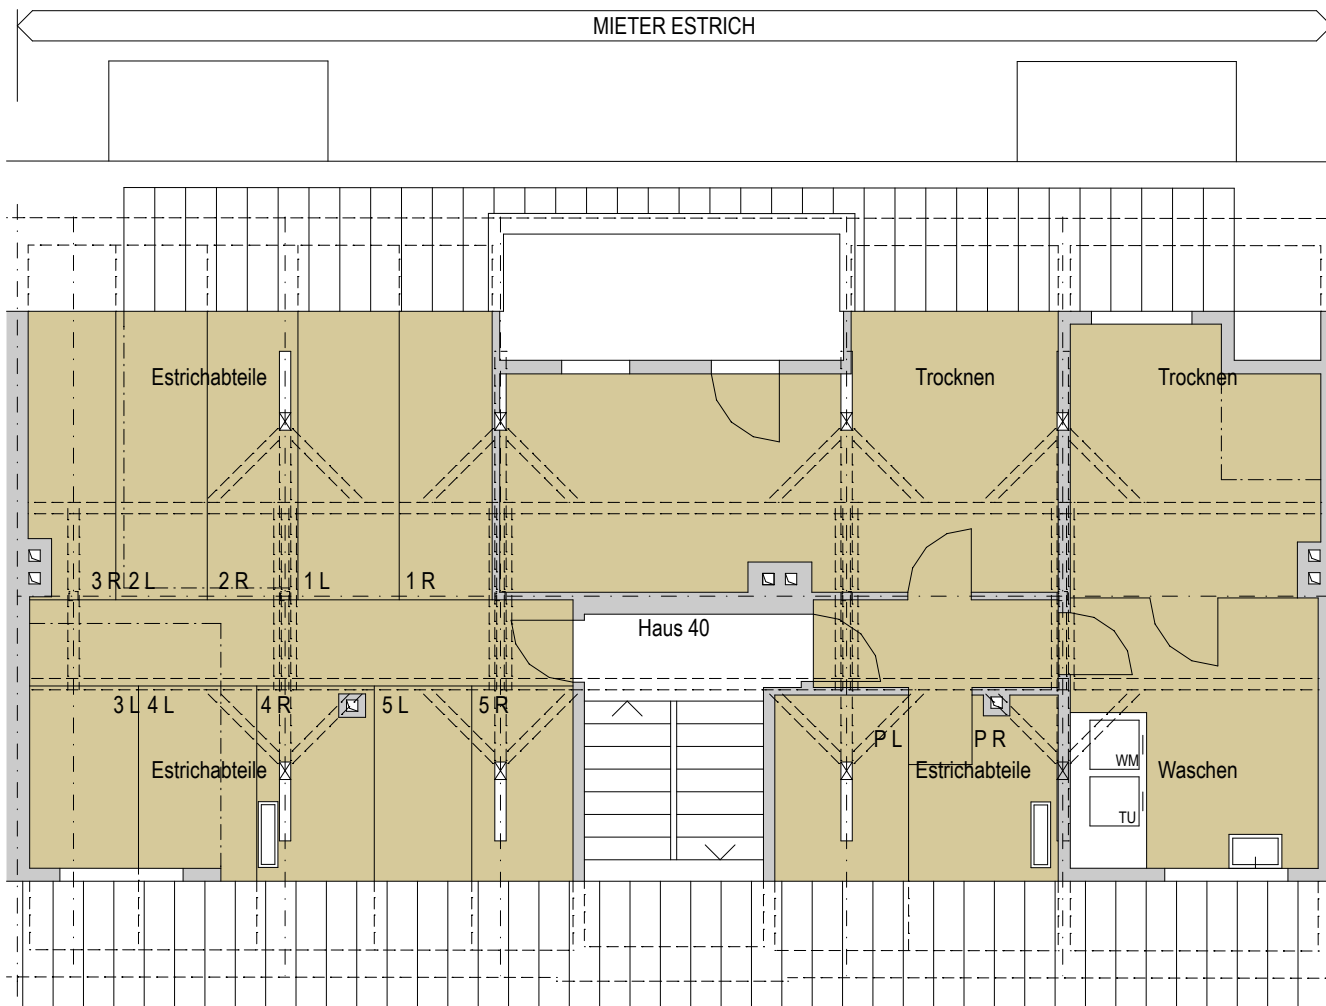 MIETER ESTRICH
Estrichabteile
Trocknen
Trocknen
3 R 2 L 2 R 1 L 1 R
Haus 40
3 L 4 L 4 R 5 L 5 R
P L P R
Estrichabteile
Estrichabteile
WM
Waschen
TU